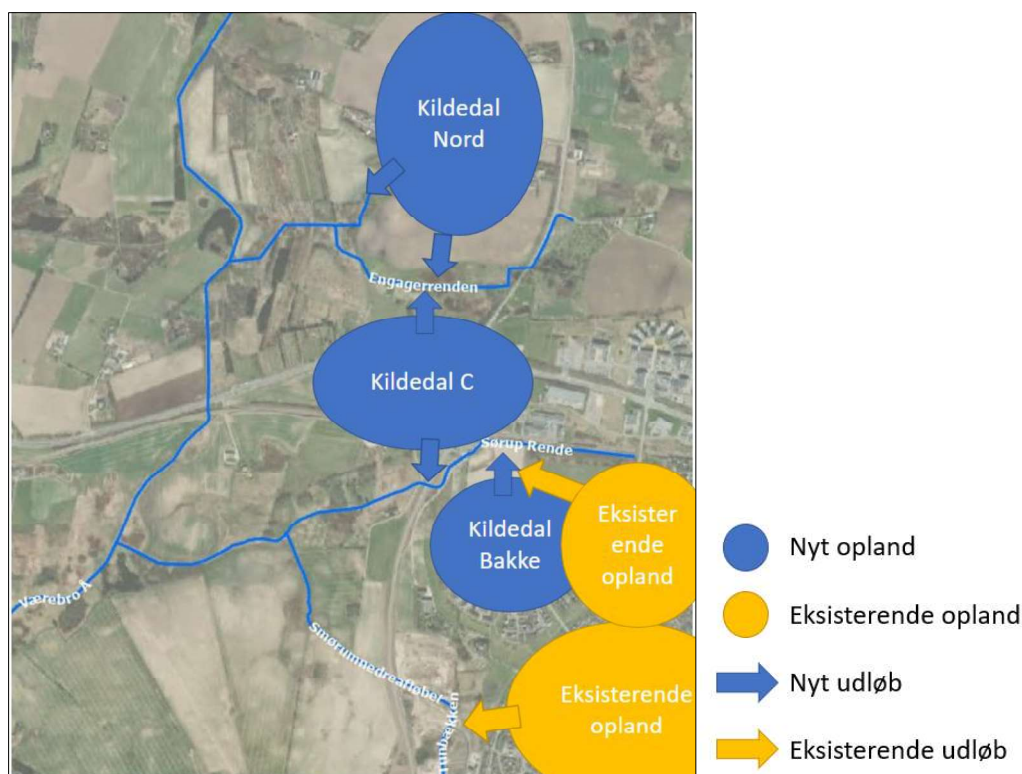 Kildedal
Nord
Engagerrenden
Kildedal C
Sørup Rende
Kildedal
Bakke
Eksister
ende
opland
Værebro Å
Smørumnedreafløber
Eksisterende
opland
Nyt opland
Eksisterende opland
Nyt udløb
Eksisterende udløb